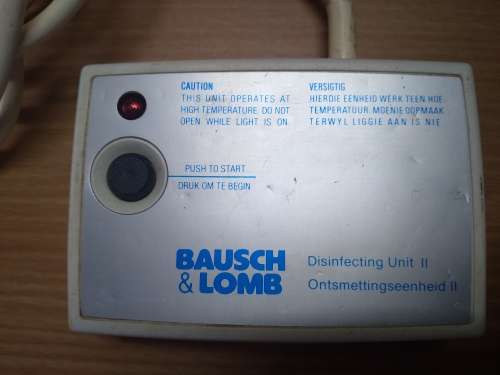 CAUTION
THIS UNIT OPERATES AT
HIGH TEMPERATURE. DO NOT
OPEN WHILE LIGHT IS ON.
VERSIGTIG
HIERDIE EENHEID WERK TEEN HOË
TEMPERATUUR. MOENIE OOPMAAK
TERWYL LIGGIE AAN IS NIE
PUSH TO START
DRUK OM TE BEGIN
BAUSCH
& LOMB
Disinfecting Unit II
Ontsmettingseenheid II